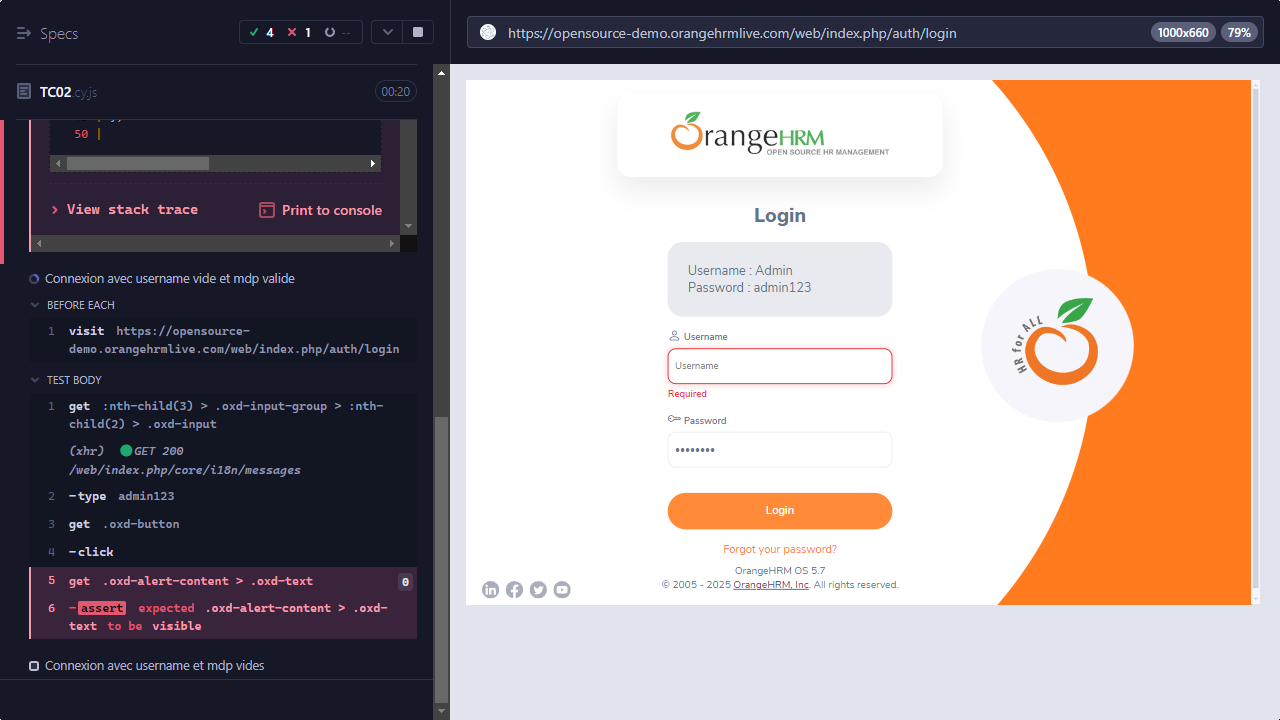 Specs
4
1
--
TC02.cy.js
00:20
50 |
View stack trace
Print to console
Connexion avec username vide et mdp valide
BEFORE EACH
1 visit https://opensource-
demo.orangehrmlive.com/web/index.php/auth/login
TEST BODY
1 get :nth-child(3) > .oxd-input-group > :nth-
child(2) > .oxd-input
(xhr) GET 200
/web/index.php/core/i18n/messages
2 -type admin123
3 get .oxd-button
4 -click
5 get .oxd-alert-content > .oxd-text 0
6 -assert expected .oxd-alert-content > .oxd-
text to be visible
Connexion avec username et mdp vides
https://opensource-demo.orangehrmlive.com/web/index.php/auth/login
1000x660
79%
OrangeHRM
OPEN SOURCE HR MANAGEMENT
Login
Username : Admin
Password : admin123
Username
Username
Required
Password
••••••••
Login
Forgot your password?
OrangeHRM OS 5.7
© 2005 - 2025 OrangeHRM, Inc. All rights reserved.
HR for ALL